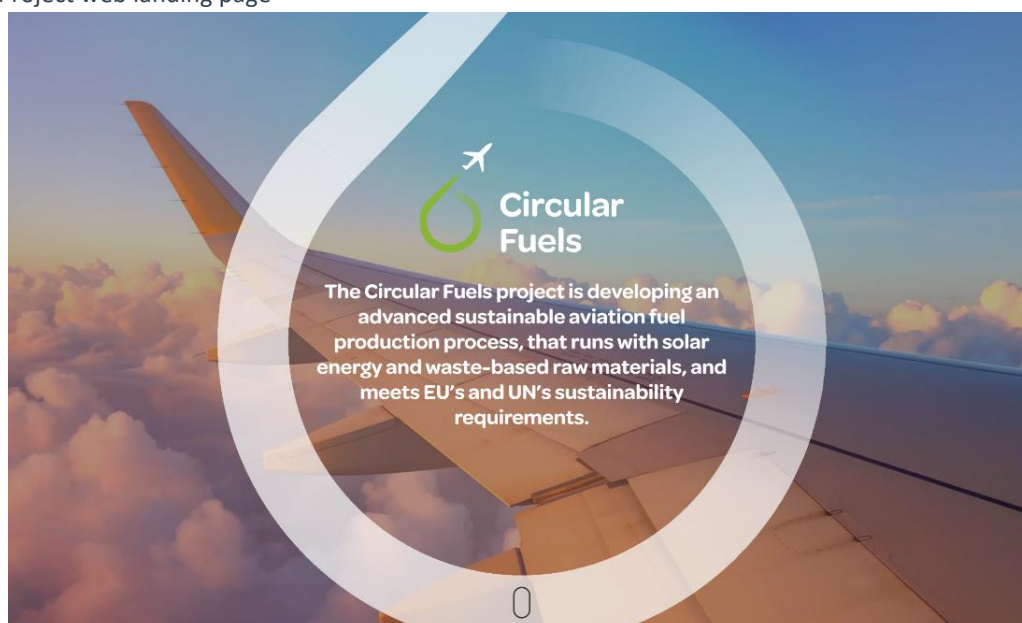 Project web landing page
Circular
Fuels
The Circular Fuels project is developing an
advanced sustainable aviation fuel
production process, that runs with solar
energy and waste-based raw materials, and
meets EU's and UN's sustainability
requirements.